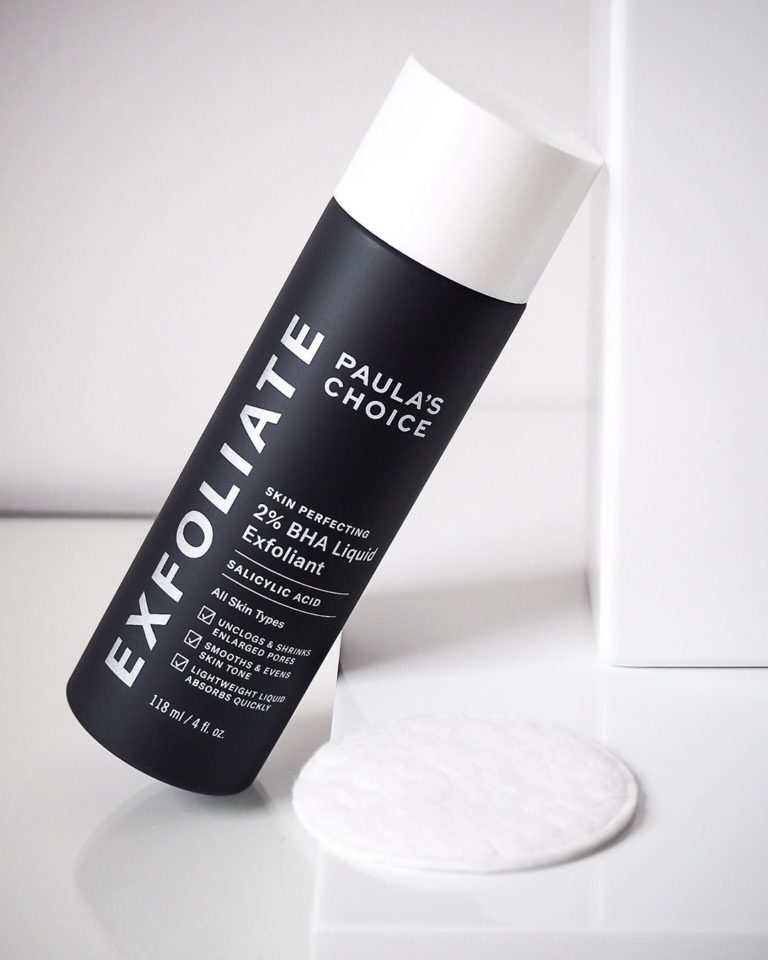 EXFOLIATE
PAULA'S
CHOICE
SKIN PERFECTING
2% BHA Liquid
Exfoliant
SALICYLIC ACID
All Skin Types
UNCLOGS & SHRINKS
ENLARGED PORES
SMOOTHS & EVENS
SKIN TONE
LIGHTWEIGHT LIQUID
ABSORBS QUICKLY
118 ml / 4 fl. oz.